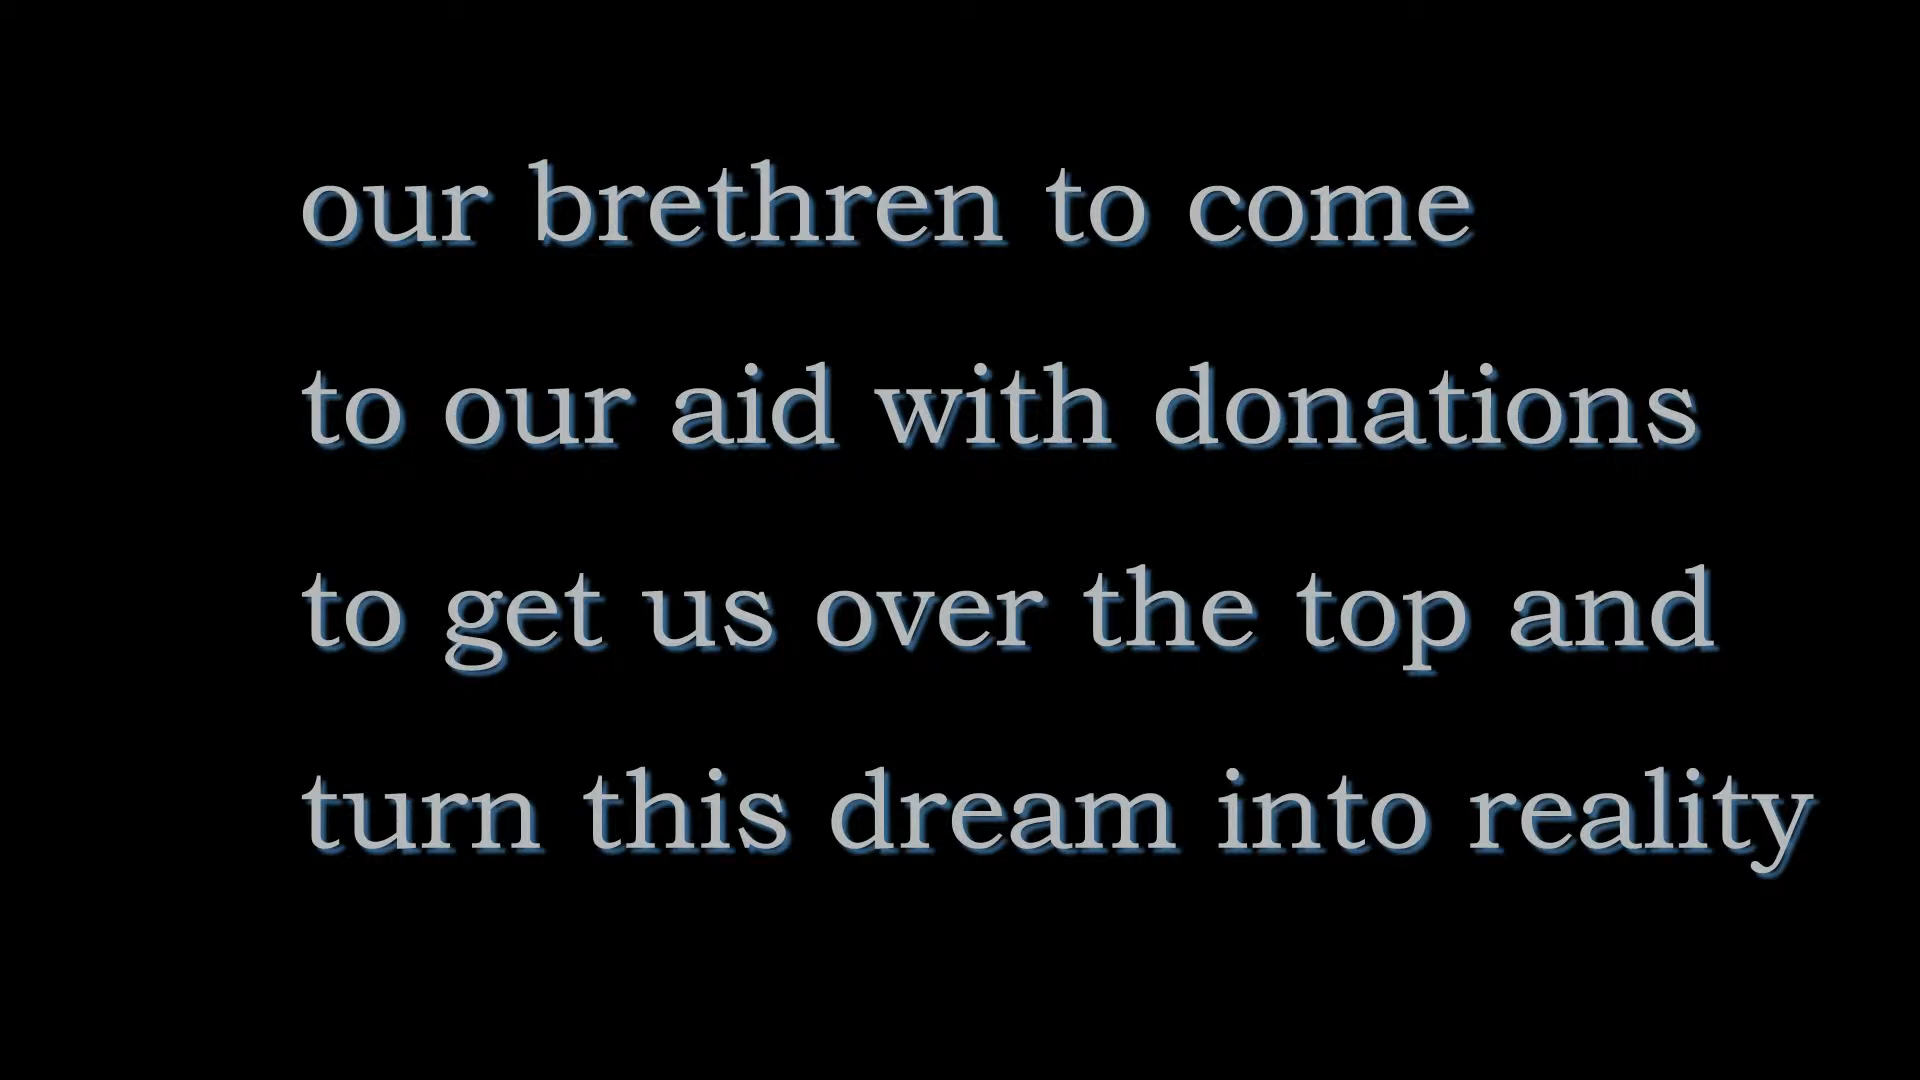 our brethren to come
to our aid with donations
to get us over the top and
turn this dream into reality